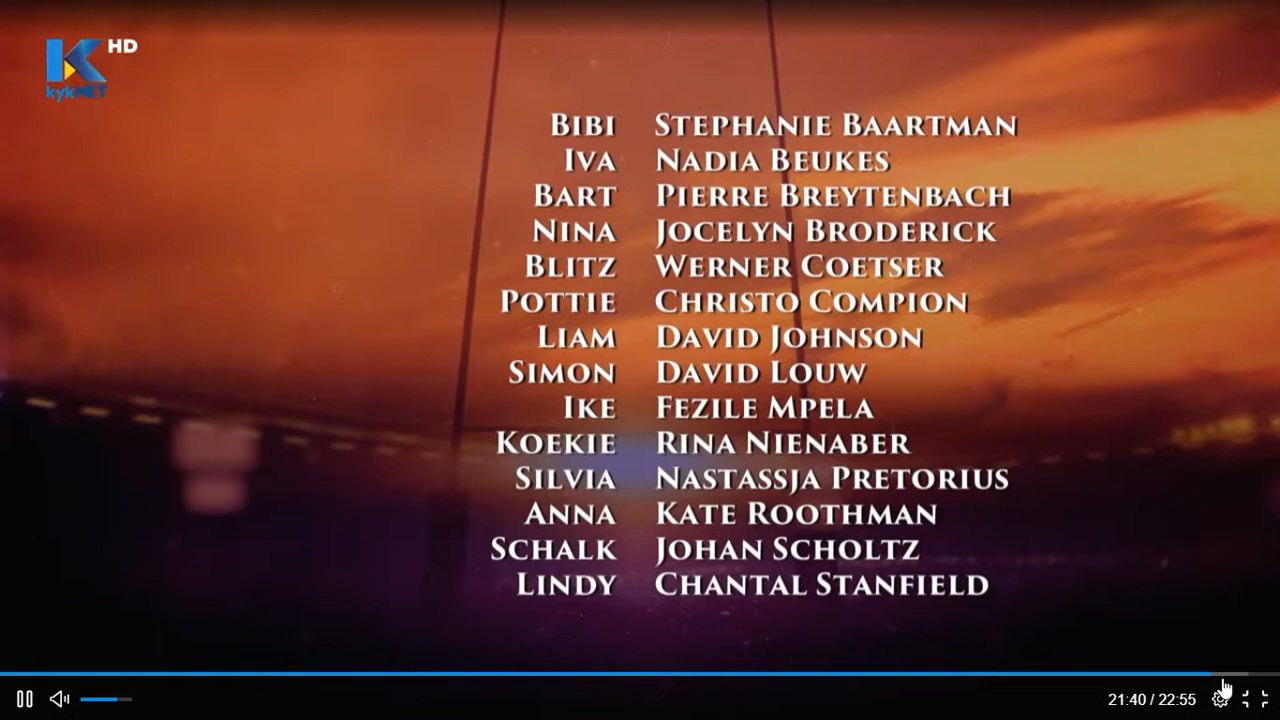 HD
kykNET
BIBI STEPHANIE BAARTMAN
IVA NADIA BEUKES
BART PIERRE BREYTENBACH
NINA JOCELYN BRODERICK
BLITZ WERNER COETSER
POTTIE CHRISTO COMPION
LIAM DAVID JOHNSON
SIMON DAVID LOUW
IKE FEZILE MPELA
KOEKIE RINA NIENABER
SILVIA NASTASSJA PRETORIUS
ANNA KATE ROOTHMAN
SCHALK JOHAN SCHOLTZ
LINDY CHANTAL STANFIELD
21:40 / 22:55